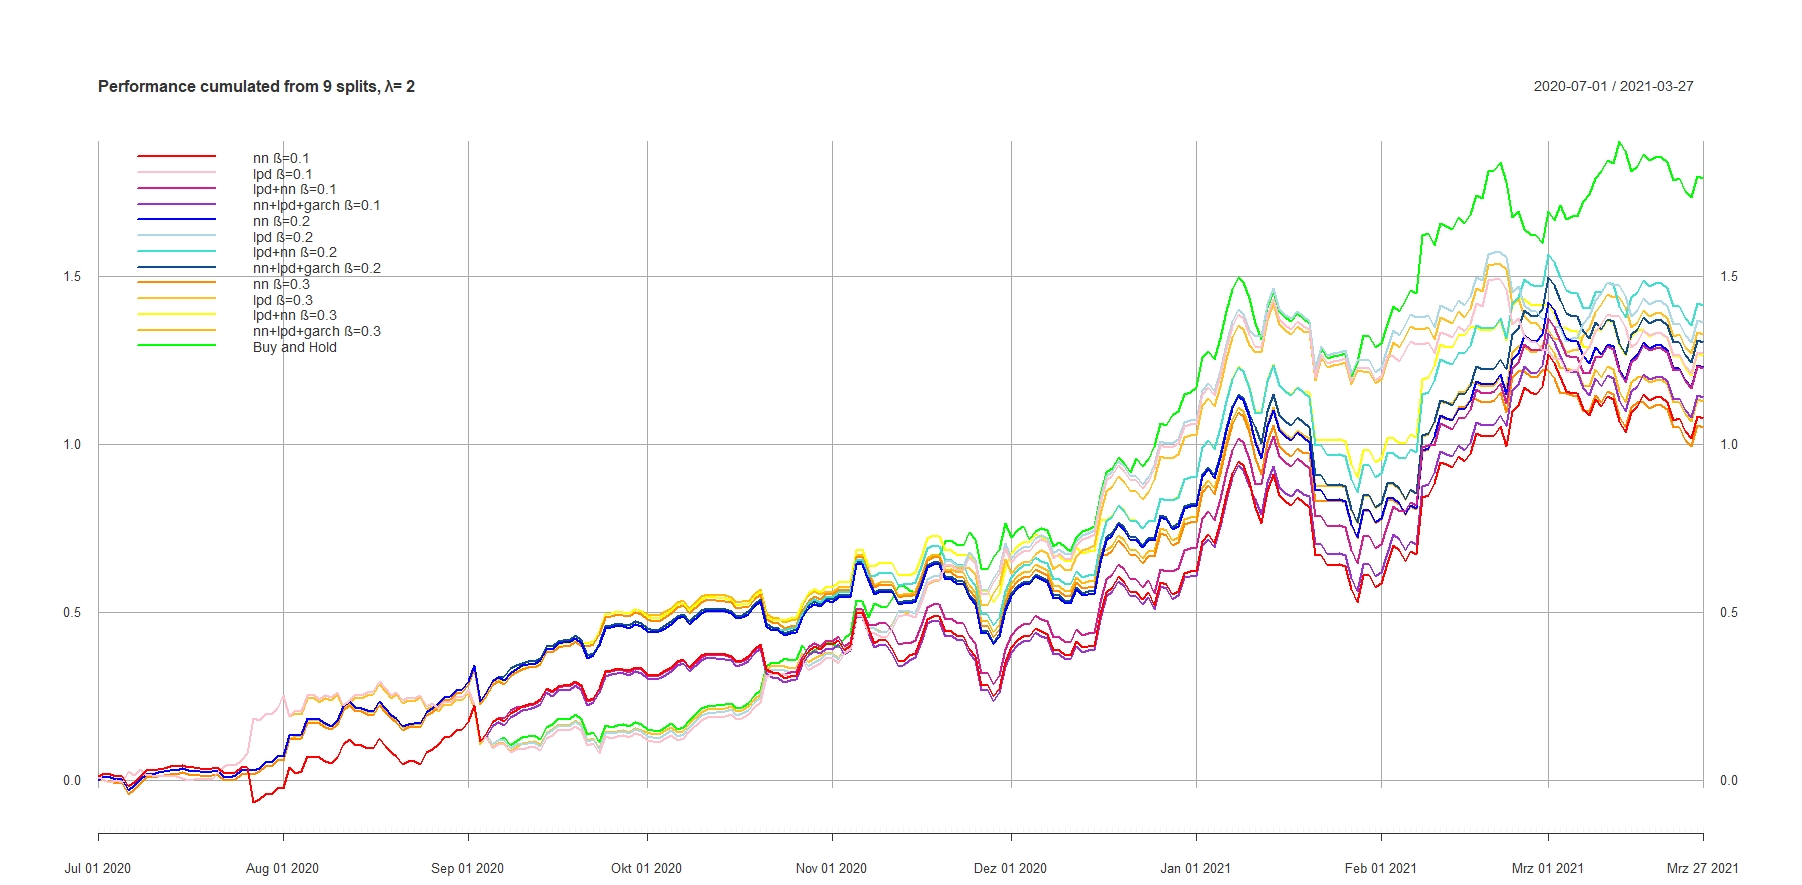 Performance cumulated from 9 splits, λ= 2
2020-07-01 / 2021-03-27
nn ß=0.1
lpd ß=0.1
lpd+nn ß=0.1
nn+lpd+garch ß=0.1
nn ß=0.2
lpd ß=0.2
lpd+nn ß=0.2
nn+lpd+garch ß=0.2
nn ß=0.3
lpd ß=0.3
lpd+nn ß=0.3
nn+lpd+garch ß=0.3
Buy and Hold
1.5 1.5
1.0 1.0
0.5 0.5
0.0 0.0
Jul 01 2020 Aug 01 2020 Sep 01 2020 Okt 01 2020 Nov 01 2020 Dez 01 2020 Jan 01 2021 Feb 01 2021 Mrz 01 2021 Mrz 27 2021